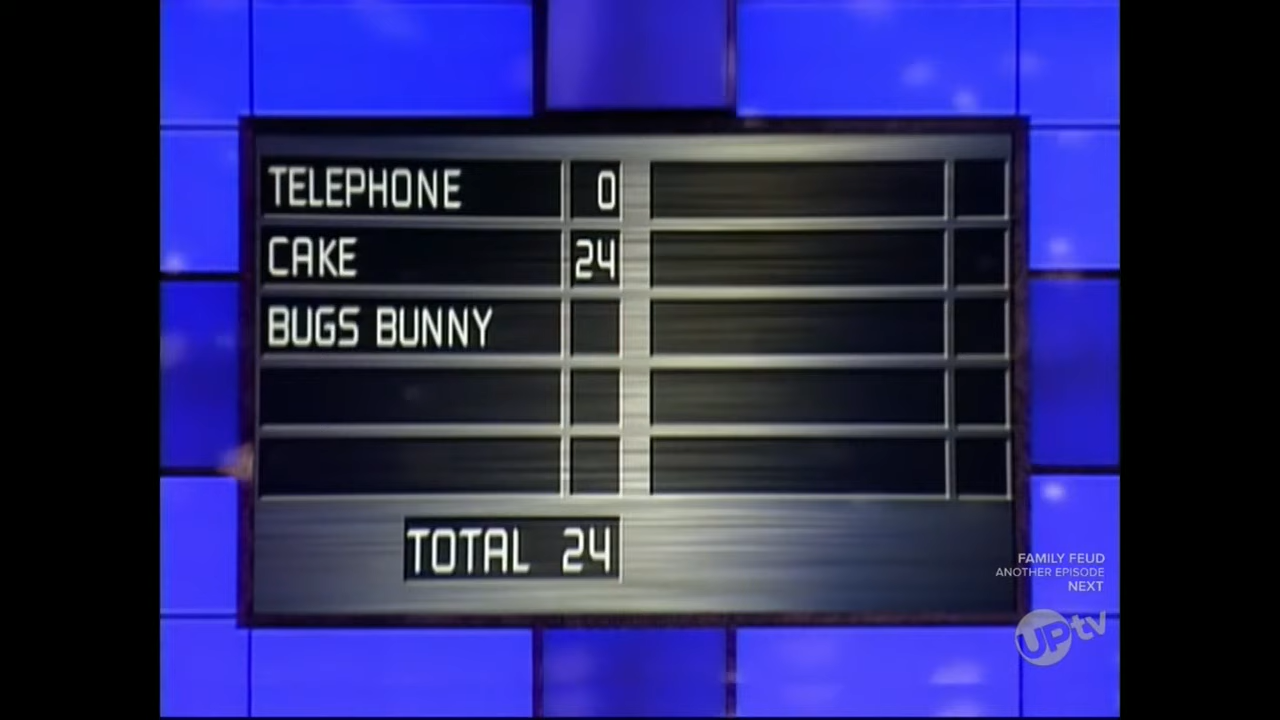 TELEPHONE 0
CAKE 24
BUGS BUNNY
TOTAL 24
FAMILY FEUD
ANOTHER EPISODE
NEXT
UPtv